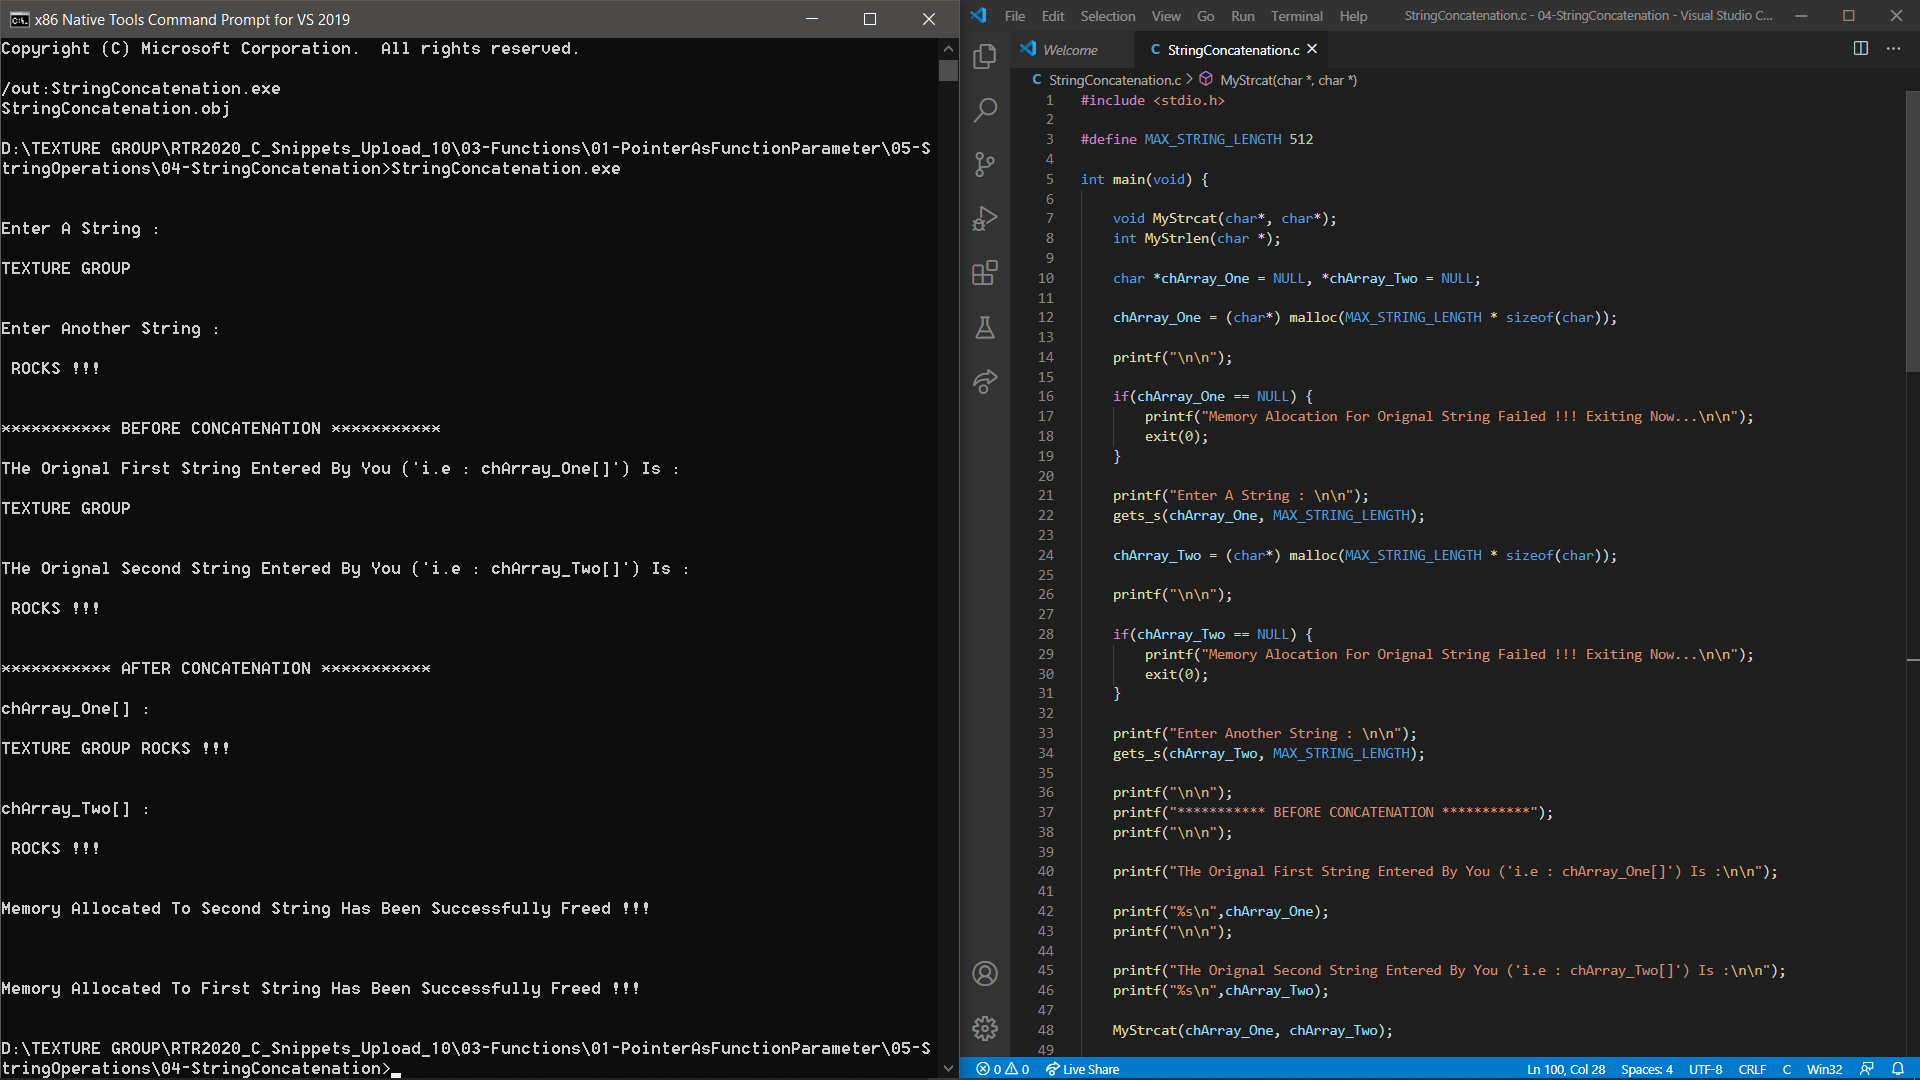 x86 Native Tools Command Prompt for VS 2019
Copyright (C) Microsoft Corporation.  All rights reserved.
/out:StringConcatenation.exe
StringConcatenation.obj
D:\TEXTURE GROUP\RTR2020_C_Snippets_Upload_10\03-Functions\01-PointerAsFunctionParameter\05-S
tringOperations\04-StringConcatenation>StringConcatenation.exe
Enter A String :
TEXTURE GROUP
Enter Another String :
ROCKS !!!
*********** BEFORE CONCATENATION ***********
THe Orignal First String Entered By You ('i.e : chArray_One[]') Is :
TEXTURE GROUP
THe Orignal Second String Entered By You ('i.e : chArray_Two[]') Is :
ROCKS !!!
*********** AFTER CONCATENATION ***********
chArray_One[] :
TEXTURE GROUP ROCKS !!!
chArray_Two[] :
ROCKS !!!
Memory Allocated To Second String Has Been Successfully Freed !!!
Memory Allocated To First String Has Been Successfully Freed !!!
D:\TEXTURE GROUP\RTR2020_C_Snippets_Upload_10\03-Functions\01-PointerAsFunctionParameter\05-S
tringOperations\04-StringConcatenation>
File Edit Selection View Go Run Terminal Help StringConcatenation.c - 04-StringConcatenation - Visual Studio C...
Welcome C StringConcatenation.c
C StringConcatenation.c > MyStrcat(char *, char *)
1 #include <stdio.h>
2
3 #define MAX_STRING_LENGTH 512
4
5 int main(void) {
6
7 void MyStrcat(char*, char*);
8 int MyStrlen(char *);
9
10 char *chArray_One = NULL, *chArray_Two = NULL;
11
12 chArray_One = (char*) malloc(MAX_STRING_LENGTH * sizeof(char));
13
14 printf("\n\n");
15
16 if(chArray_One == NULL) {
17 printf("Memory Alocation For Orignal String Failed !!! Exiting Now...\n\n");
18 exit(0);
19 }
20
21 printf("Enter A String : \n\n");
22 gets_s(chArray_One, MAX_STRING_LENGTH);
23
24 chArray_Two = (char*) malloc(MAX_STRING_LENGTH * sizeof(char));
25
26 printf("\n\n");
27
28 if(chArray_Two == NULL) {
29 printf("Memory Alocation For Orignal String Failed !!! Exiting Now...\n\n");
30 exit(0);
31 }
32
33 printf("Enter Another String : \n\n");
34 gets_s(chArray_Two, MAX_STRING_LENGTH);
35
36 printf("\n\n");
37 printf("*********** BEFORE CONCATENATION ***********");
38 printf("\n\n");
39
40 printf("THe Orignal First String Entered By You ('i.e : chArray_One[]') Is :\n\n");
41
42 printf("%s\n",chArray_One);
43 printf("\n\n");
44
45 printf("THe Orignal Second String Entered By You ('i.e : chArray_Two[]') Is :\n\n");
46 printf("%s\n",chArray_Two);
47
48 MyStrcat(chArray_One, chArray_Two);
49
0 0 Live Share Ln 100, Col 28 Spaces: 4 UTF-8 CRLF C Win32